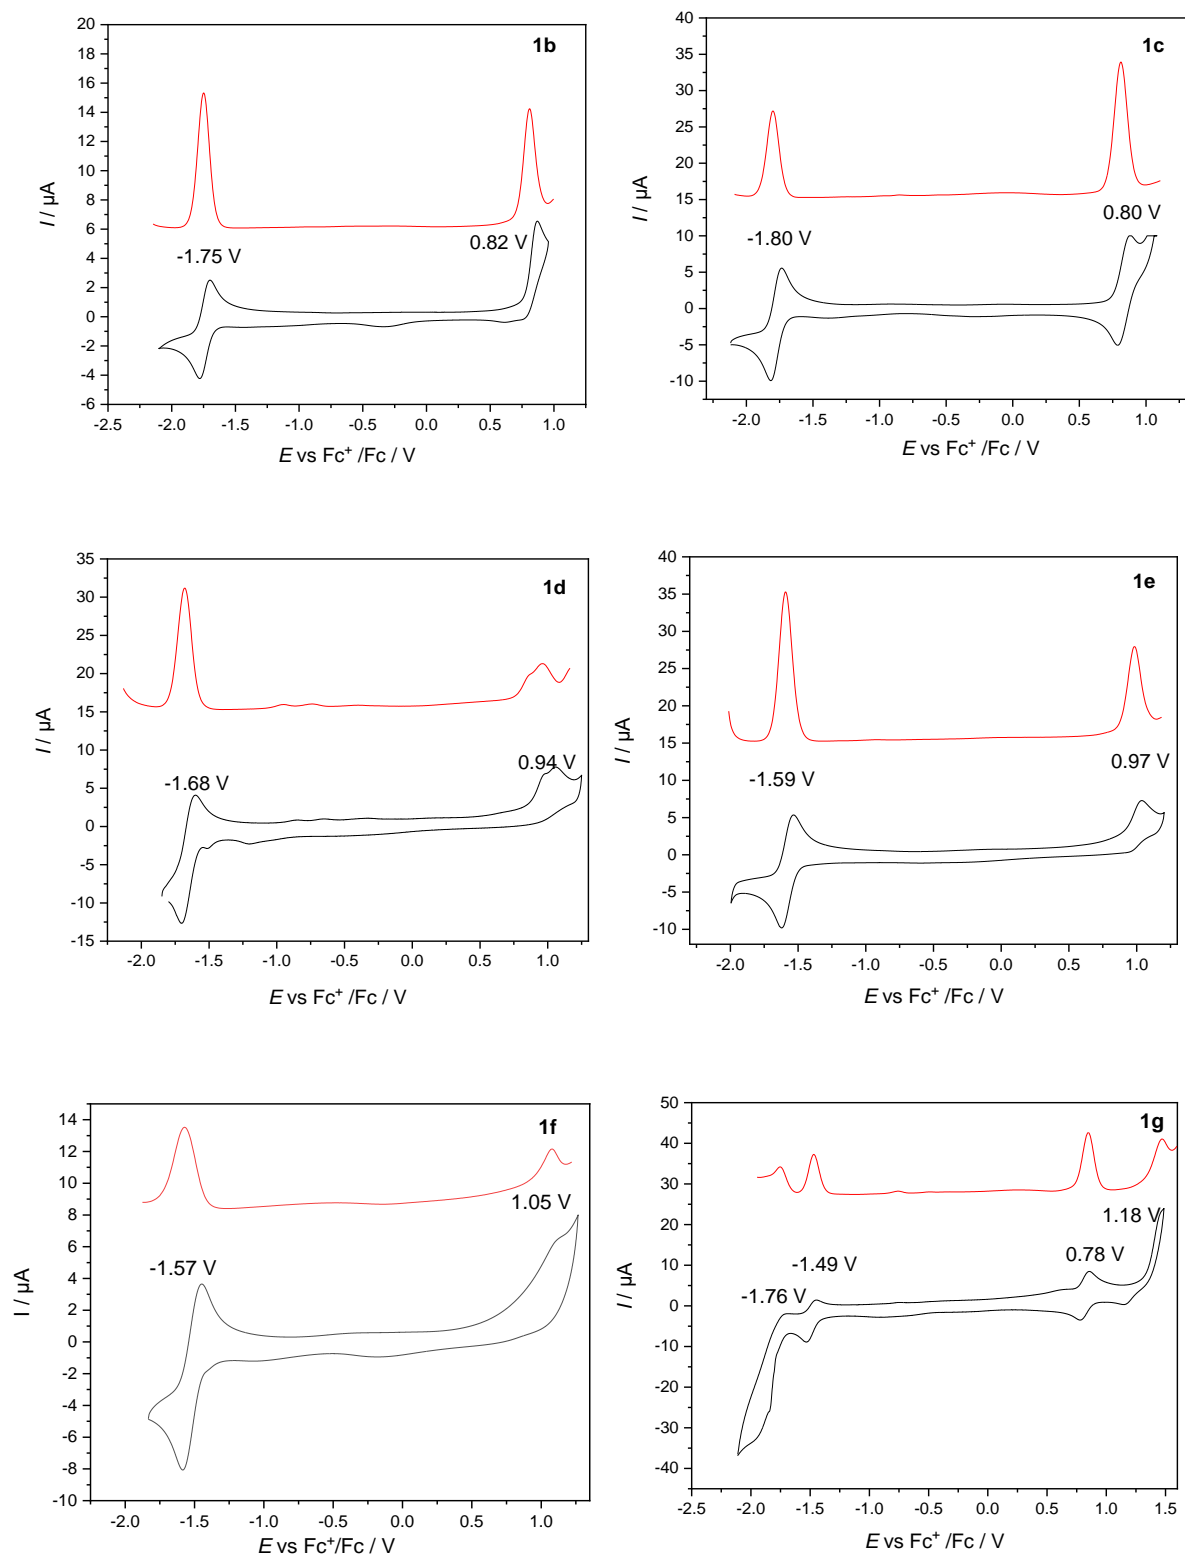 1b
20
18
16
14
12
10
8
6
4
2
0
-2
-4
-6
I / µA
-1.75 V
0.82 V
-2.5 -2.0 -1.5 -1.0 -0.5 0.0 0.5 1.0
E vs Fc⁺ /Fc / V
1c
40
35
30
25
20
15
10
5
0
-5
-10
I / µA
-1.80 V
0.80 V
-2.0 -1.5 -1.0 -0.5 0.0 0.5 1.0
E vs Fc⁺ /Fc / V
1d
35
30
25
20
15
10
5
0
-5
-10
-15
I / µA
-1.68 V
0.94 V
-2.0 -1.5 -1.0 -0.5 0.0 0.5 1.0
E vs Fc⁺ /Fc / V
1e
40
35
30
25
20
15
10
5
0
-5
-10
I / µA
-1.59 V
0.97 V
-2.0 -1.5 -1.0 -0.5 0.0 0.5 1.0
E vs Fc⁺ /Fc / V
1f
14
12
10
8
6
4
2
0
-2
-4
-6
-8
-10
I / µA
-1.57 V
1.05 V
-2.0 -1.5 -1.0 -0.5 0.0 0.5 1.0
E vs Fc⁺/Fc / V
1g
50
40
30
20
10
0
-10
-20
-30
-40
I / µA
1.18 V
0.78 V
-1.49 V
-1.76 V
-2.5 -2.0 -1.5 -1.0 -0.5 0.0 0.5 1.0 1.5
E vs Fc⁺ /Fc / V